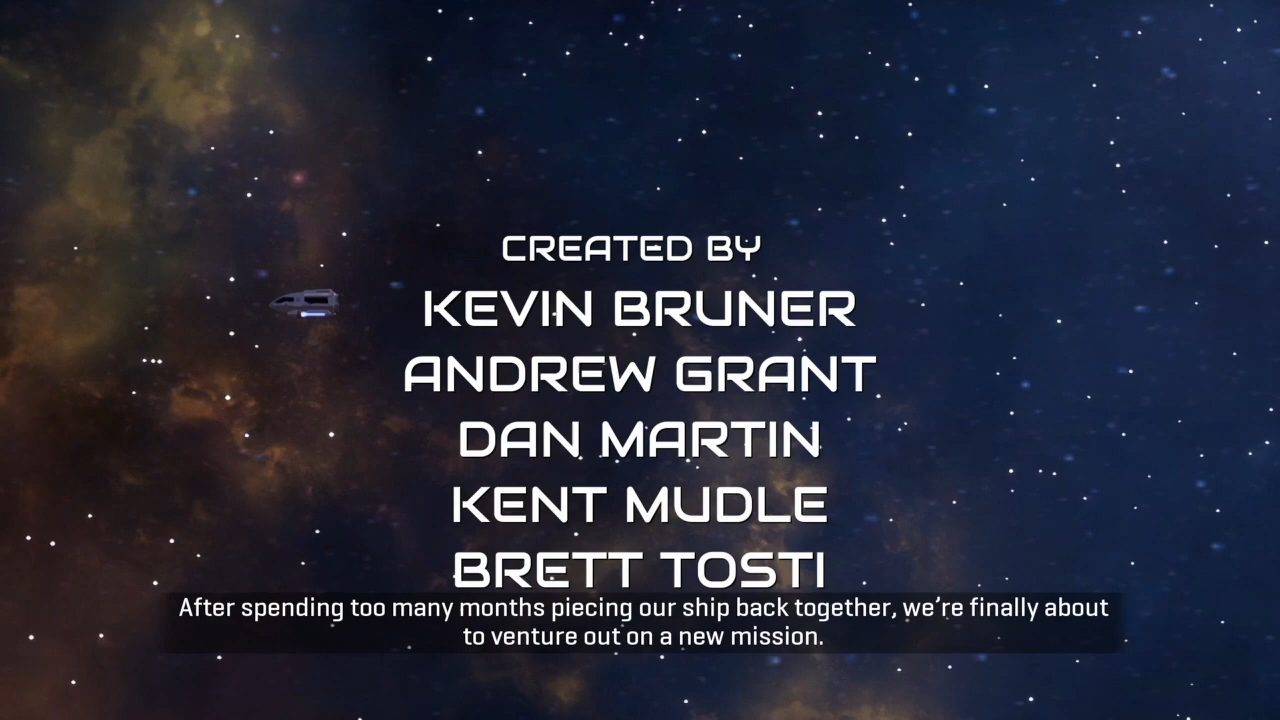 CREATED BY
KEVIN BRUNER
ANDREW GRANT
DAN MARTIN
KENT MUDLE
BRETT TOSTI
After spending too many months piecing our ship back together, we’re finally about
to venture out on a new mission.